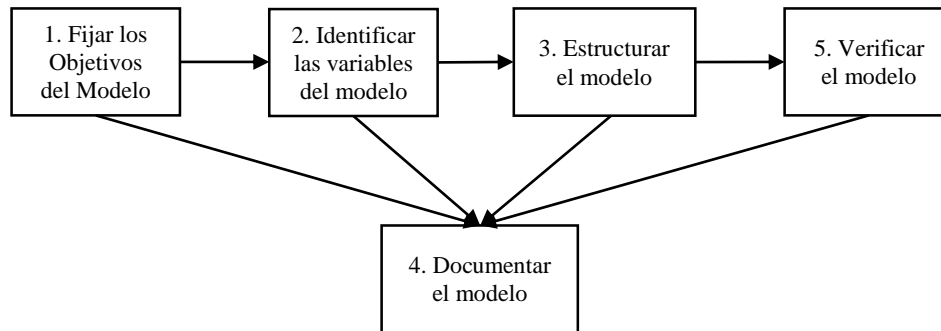 1. Fijar los
Objetivos
del Modelo
2. Identificar
las variables
del modelo
3. Estructurar
el modelo
5. Verificar
el modelo
4. Documentar
el modelo